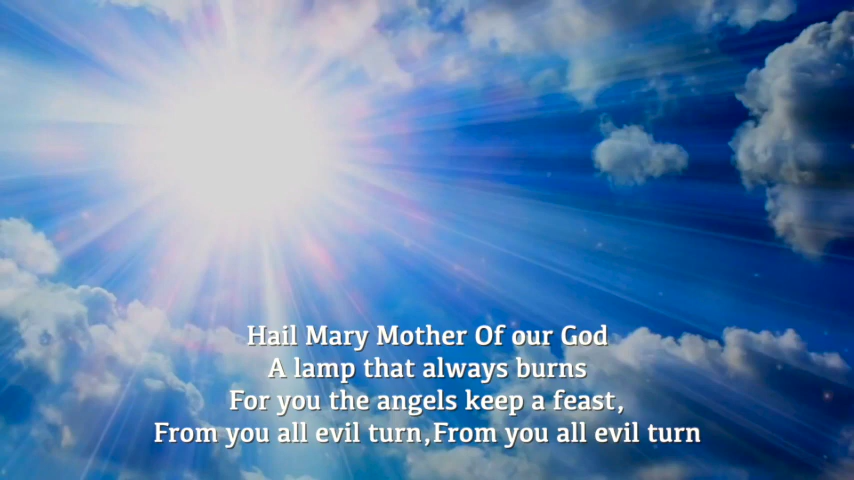 Hail Mary Mother Of our God
A lamp that always burns
For you the angels keep a feast,
From you all evil turn,From you all evil turn